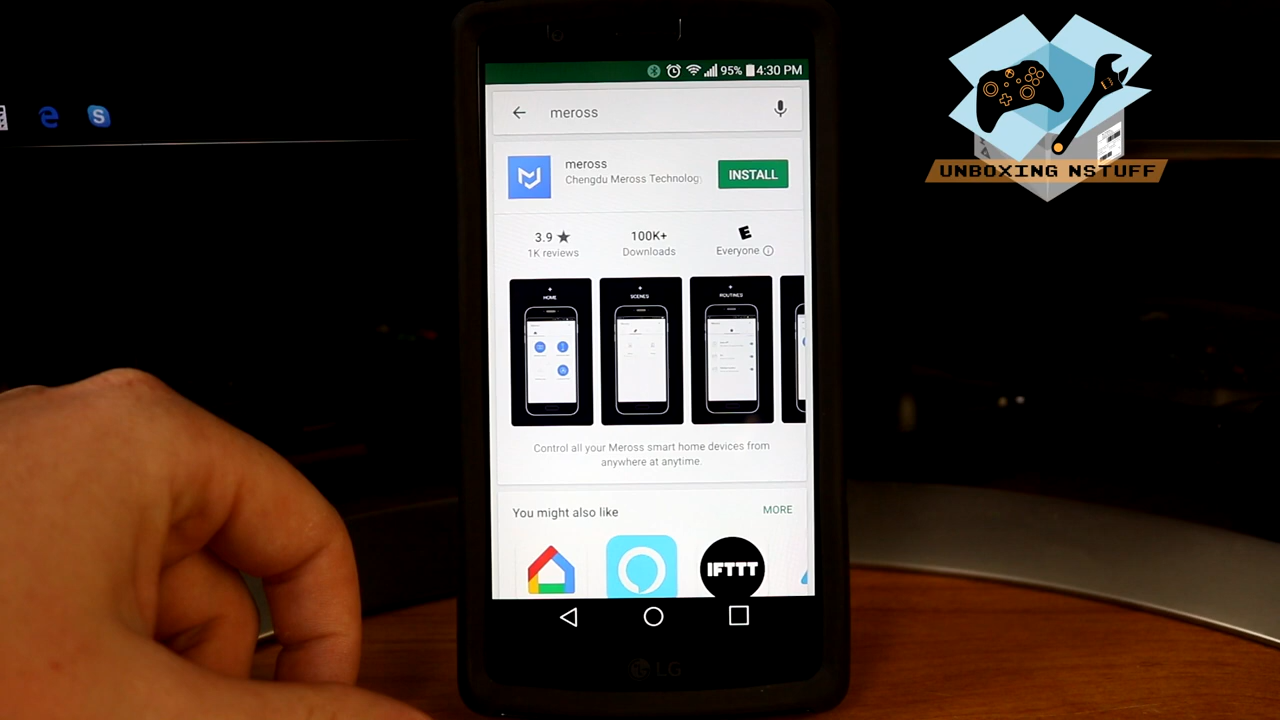 95% 4:30 PM
meross
meross
Chengdu Meross Technolog
INSTALL
3.9 ★
1K reviews
100K+
Downloads
E
Everyone
HOME
SCENES
ROUTINES
Control all your Meross smart home devices from
anywhere at anytime.
You might also like
MORE
IFTTT
LG
UNBOXING NSTUFF